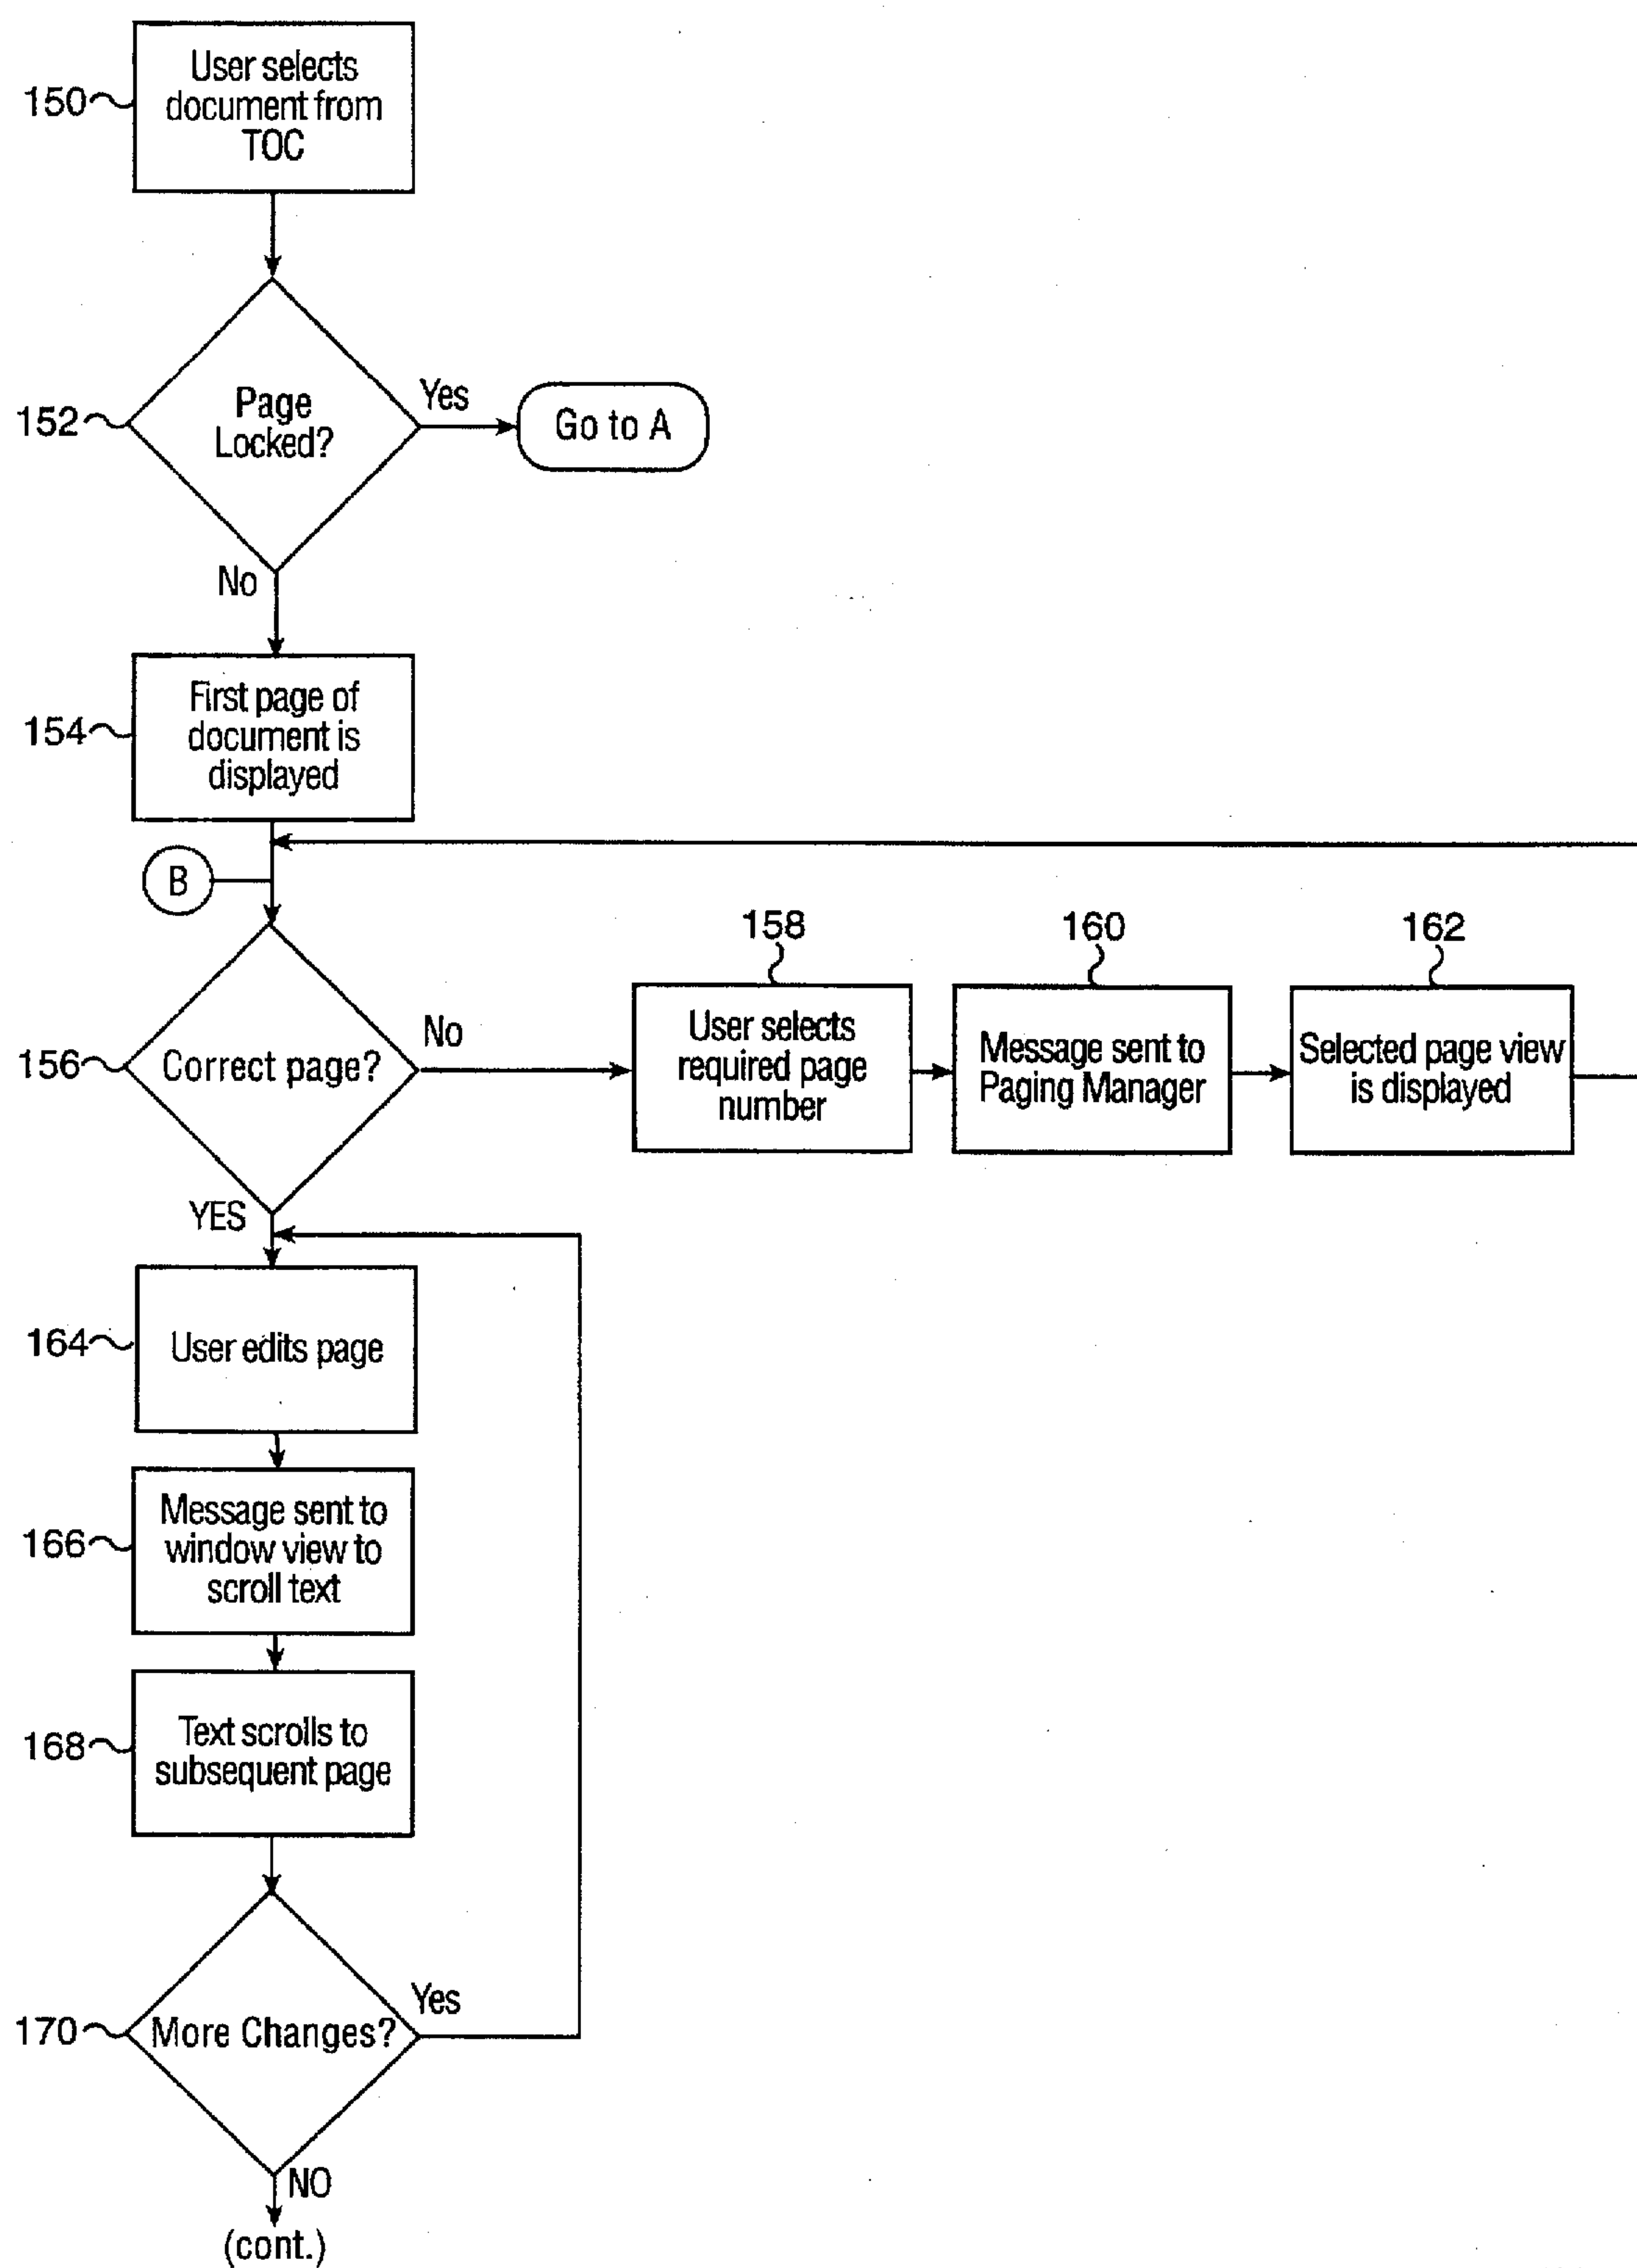 150
User selects
document from
TOC
152
Page
Locked?
Yes
Go to A
No
154
First page of
document is
displayed
B
156
Correct page?
No
158
User selects
required page
number
160
Message sent to
Paging Manager
162
Selected page view
is displayed
YES
164
User edits page
166
Message sent to
window view to
scroll text
168
Text scrolls to
subsequent page
170
More Changes?
Yes
NO
(cont.)